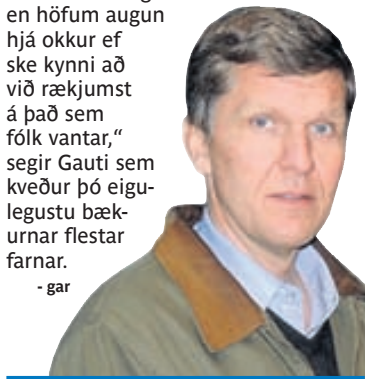 en höfum augun
hjá okkur ef
ske kynni að
við rækjumst
á það sem
fólk vantar,“
segir Gauti sem
kveður þó eigu-
legustu bæk-
urnar flestar
farnar.
- gar